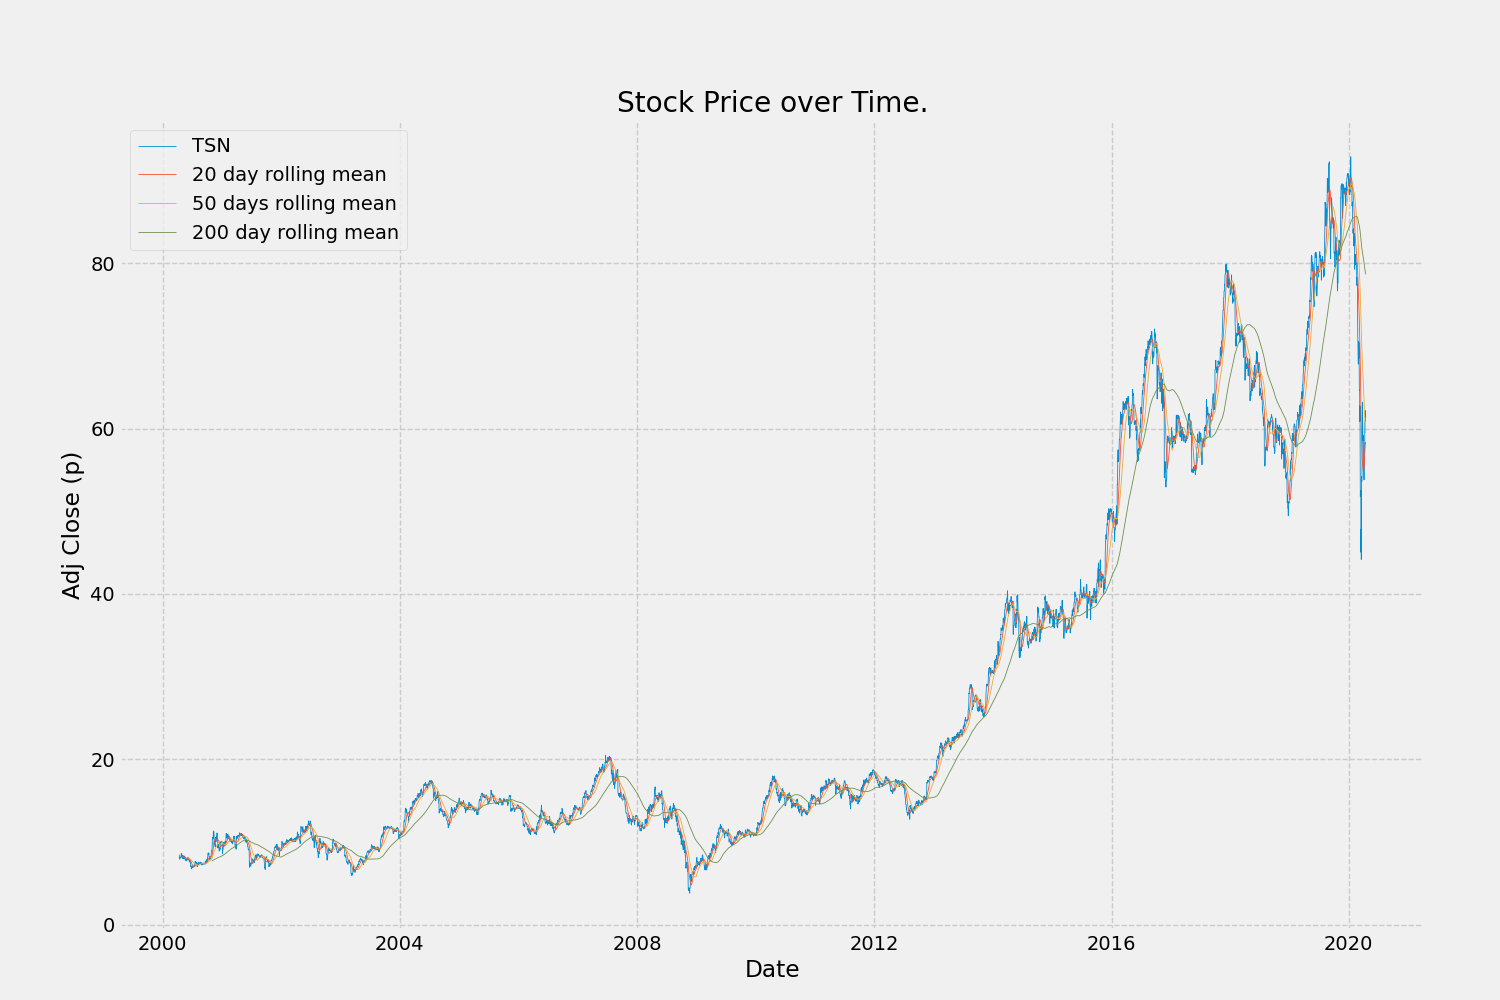 Stock Price over Time.
TSN
20 day rolling mean
50 days rolling mean
200 day rolling mean
Adj Close (p)
80
60
40
20
0
2000 2004 2008 2012 2016 2020
Date